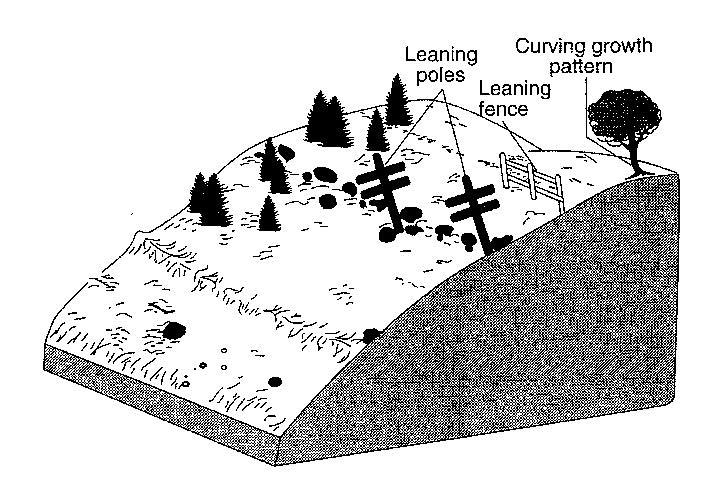 Leaning
poles
Leaning
fence
Curving growth
pattern